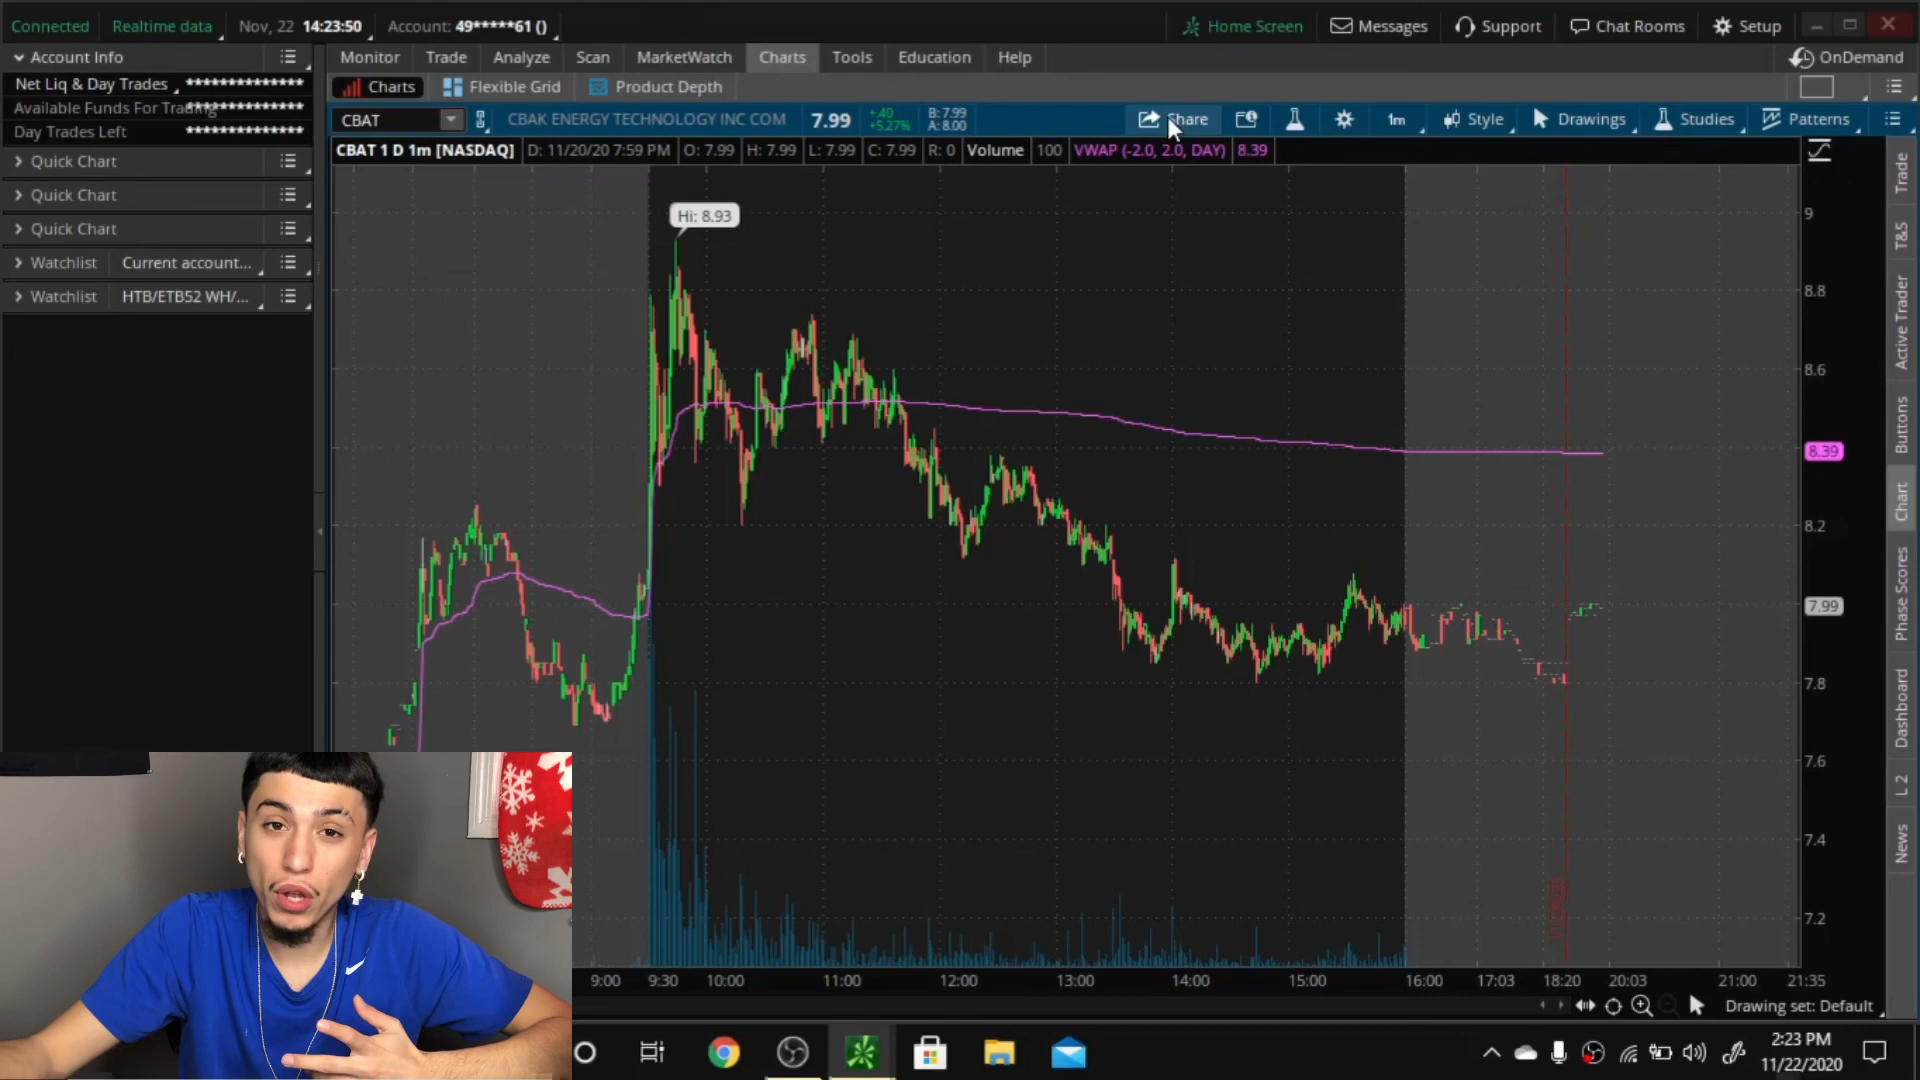 Connected Realtime data Nov, 22 14:23:50 Account: 49*****61 () Home Screen Messages Support Chat Rooms Setup
Account Info Monitor Trade Analyze Scan MarketWatch Charts Tools Education Help OnDemand
Net Liq & Day Trades **************
Charts Flexible Grid Product Depth
Available Funds For Trading **************
Day Trades Left **************
CBAT CBAK ENERGY TECHNOLOGY INC COM 7.99 +.40 +5.27% B: 7.99 A: 8.00 Share 1m Style Drawings Studies Patterns
CBAT 1 D 1m [NASDAQ] D: 11/20/20 7:59 PM O: 7.99 H: 7.99 L: 7.99 C: 7.99 R: 0 Volume 100 VWAP (-2.0, 2.0, DAY) 8.39
Quick Chart
Quick Chart
Quick Chart
Watchlist Current account...
Watchlist HTB/ETB52 WH/...
Hi: 8.93
9
8.8
8.6
8.39
8.2
7.99
7.8
7.6
7.4
7.2
Trade
T&S
Active Trader
Buttons
Chart
Phase Scores
Dashboard
L 2
News
9:00 9:30 10:00 11:00 12:00 13:00 14:00 15:00 16:00 17:03 18:20 20:03 21:00 21:35
Drawing set: Default
2:23 PM
11/22/2020